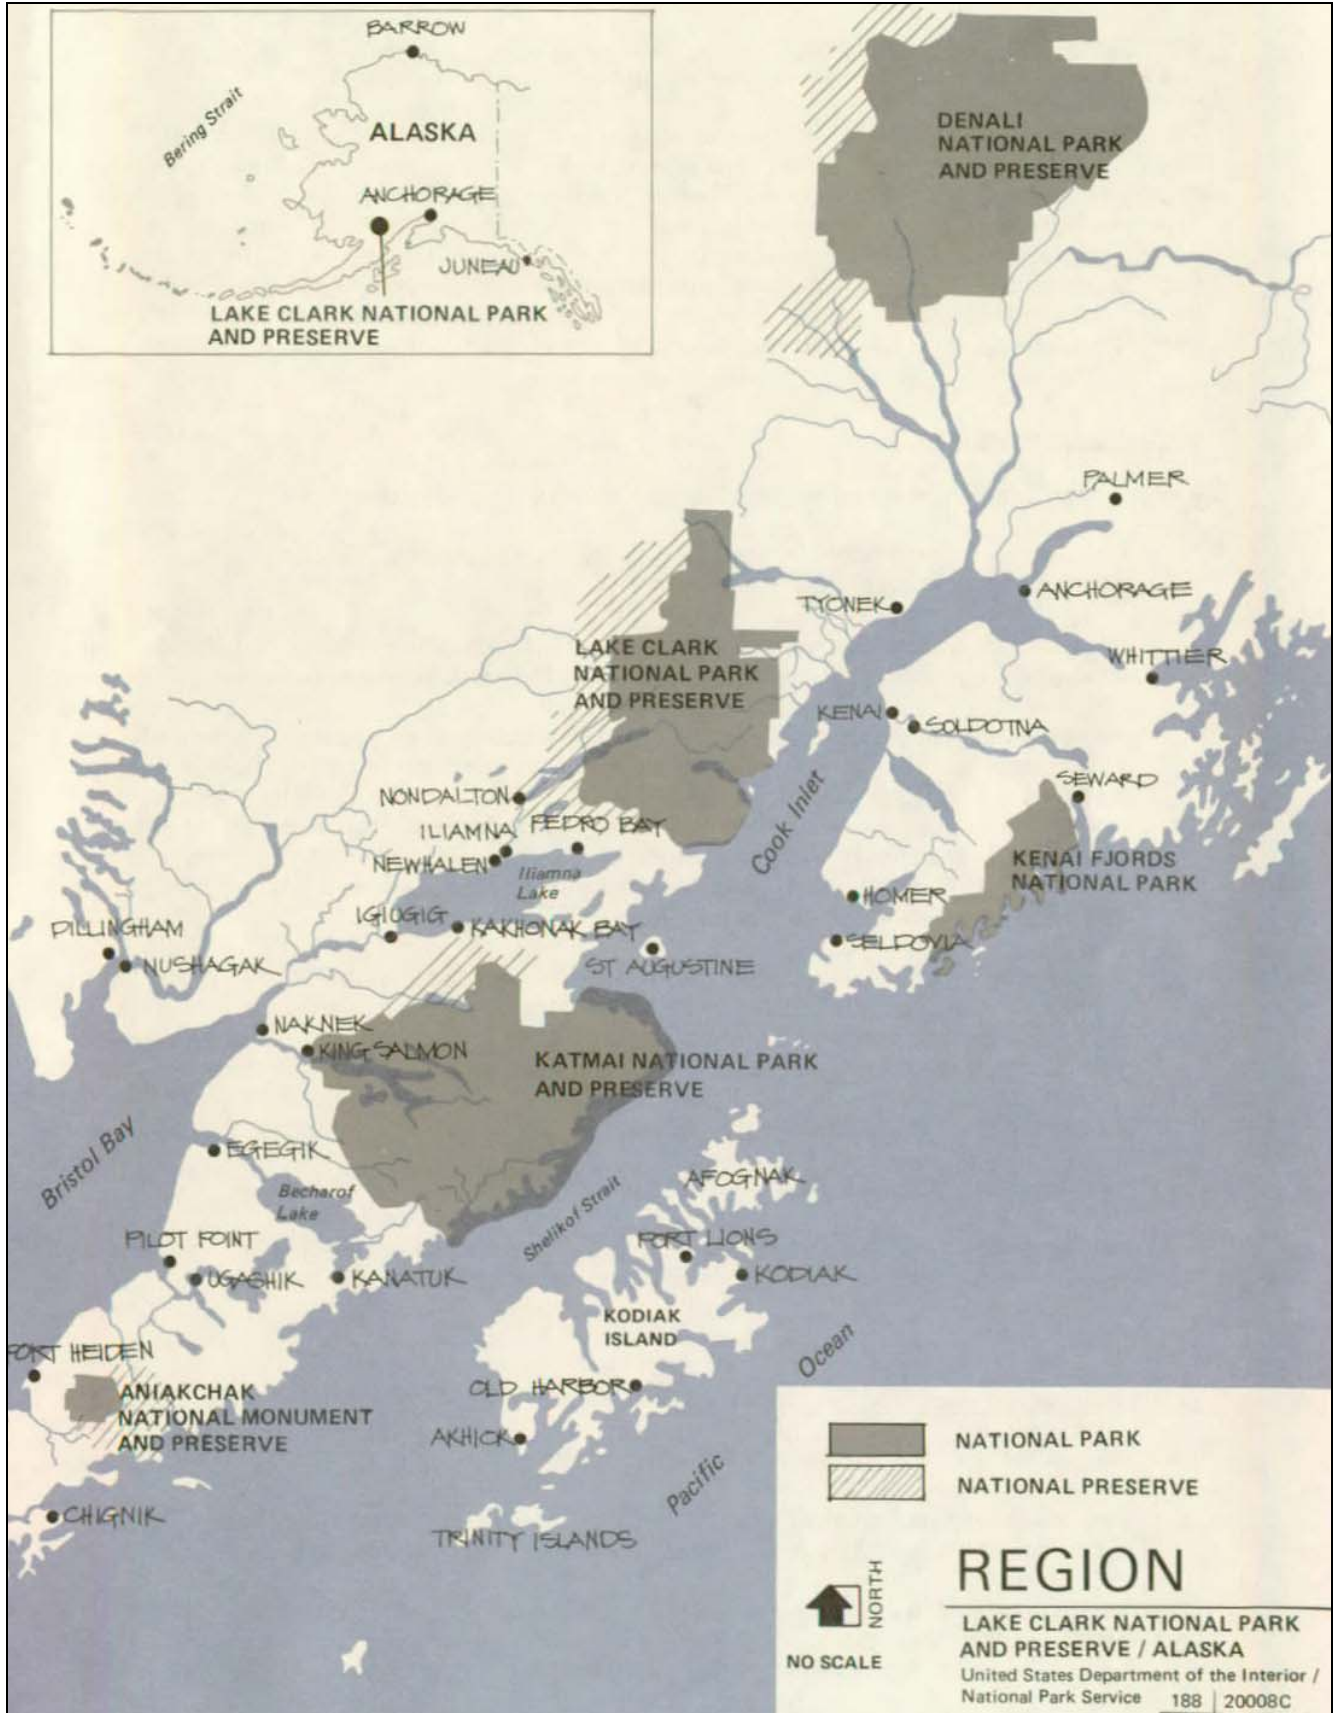 BARROW
Bering Strait
ALASKA
ANCHORAGE
JUNEAU
LAKE CLARK NATIONAL PARK
AND PRESERVE
DENALI
NATIONAL PARK
AND PRESERVE
PALMER
ANCHORAGE
TYONEK
WHITTIER
LAKE CLARK
NATIONAL PARK
AND PRESERVE
KENAI
SOLDOTNA
SEWARD
Cook Inlet
NONDALTON
ILIAMNA
PEDRO BAY
NEWHALEN
Iliamna
Lake
KENAI FJORDS
NATIONAL PARK
HOMER
IGIUGIG
KAKHONAK BAY
DILLINGHAM
SELDOVIA
NUSHAGAK
ST AUGUSTINE
NAKNEK
KING SALMON
KATMAI NATIONAL PARK
AND PRESERVE
Bristol Bay
EGEGIK
Becharof
Lake
AFOGNAK
Shelikof Strait
PILOT POINT
PORT LIONS
UGASHIK
KANATUK
KODIAK
KODIAK
ISLAND
Ocean
PORT HEIDEN
OLD HARBOR
ANIAKCHAK
NATIONAL MONUMENT
AND PRESERVE
AKHIOK
Pacific
CHIGNIK
TRINITY ISLANDS
NATIONAL PARK
NATIONAL PRESERVE
NORTH
NO SCALE
REGION
LAKE CLARK NATIONAL PARK
AND PRESERVE / ALASKA
United States Department of the Interior /
National Park Service 188 | 20008C